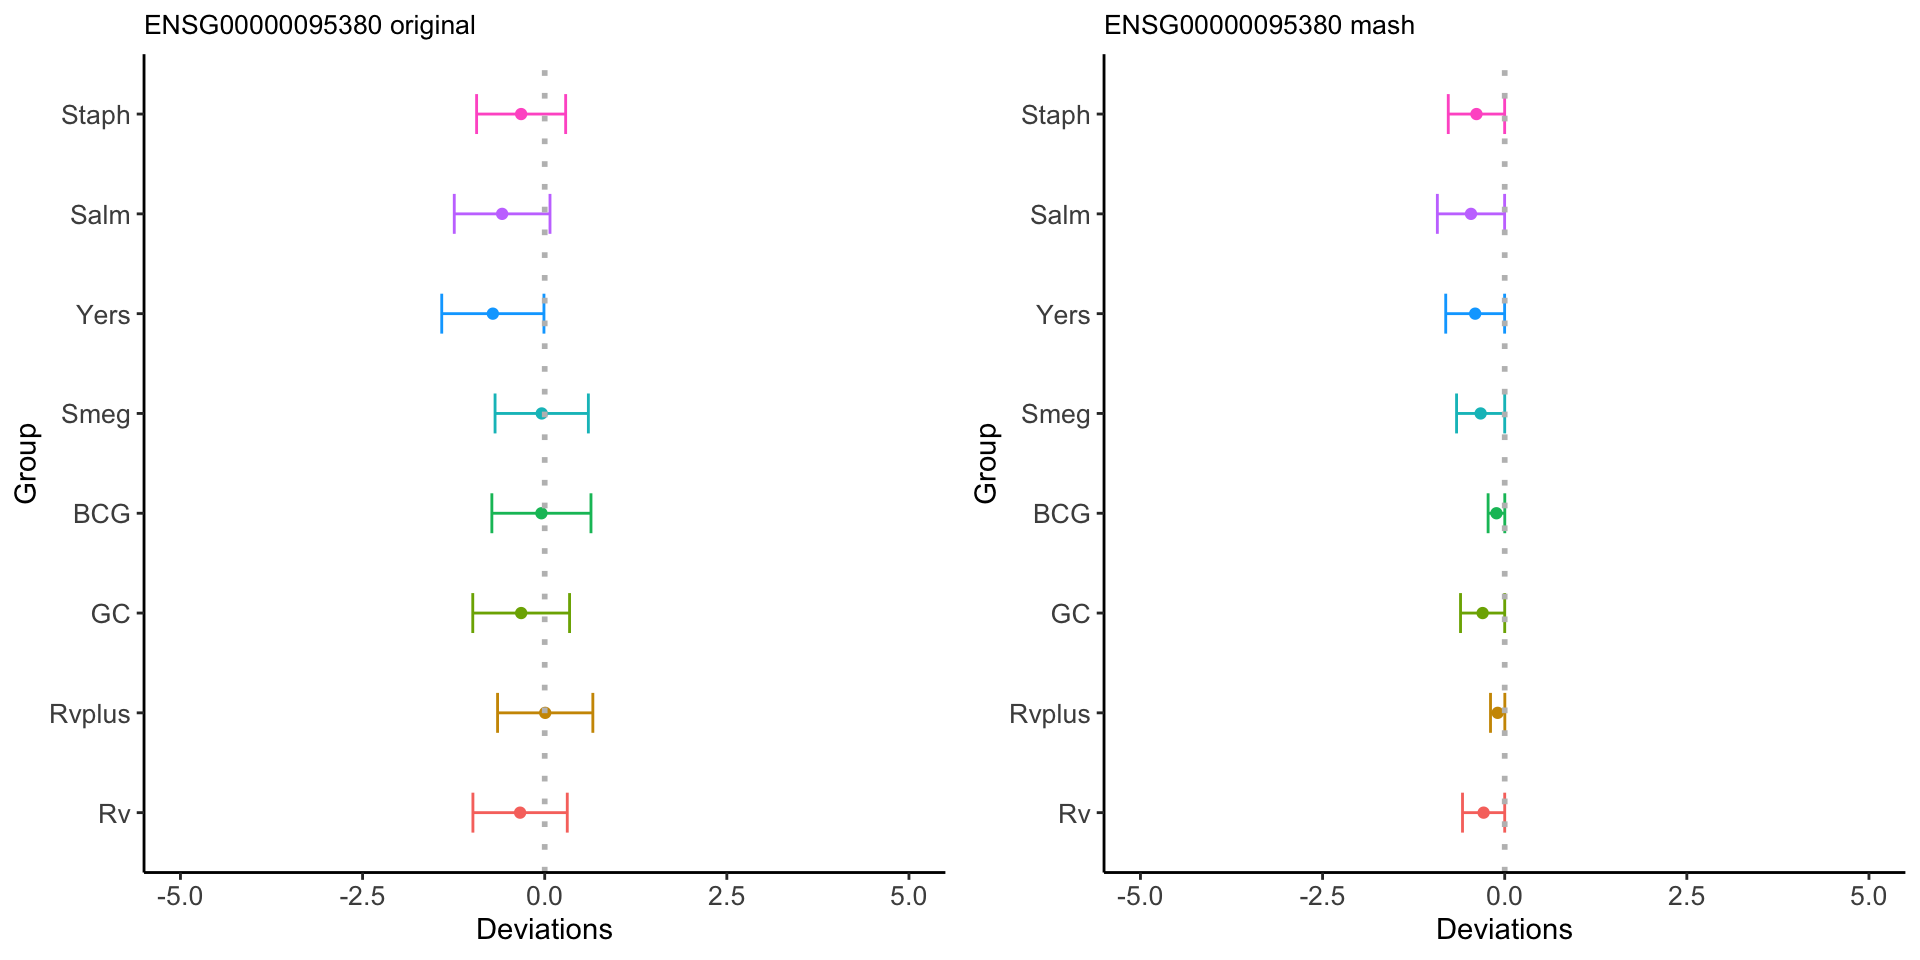 ENSG00000095380 original
Group
Staph
Salm
Yers
Smeg
BCG
GC
Rvplus
Rv
-5.0 -2.5 0.0 2.5 5.0
Deviations
ENSG00000095380 mash
Group
Staph
Salm
Yers
Smeg
BCG
GC
Rvplus
Rv
-5.0 -2.5 0.0 2.5 5.0
Deviations